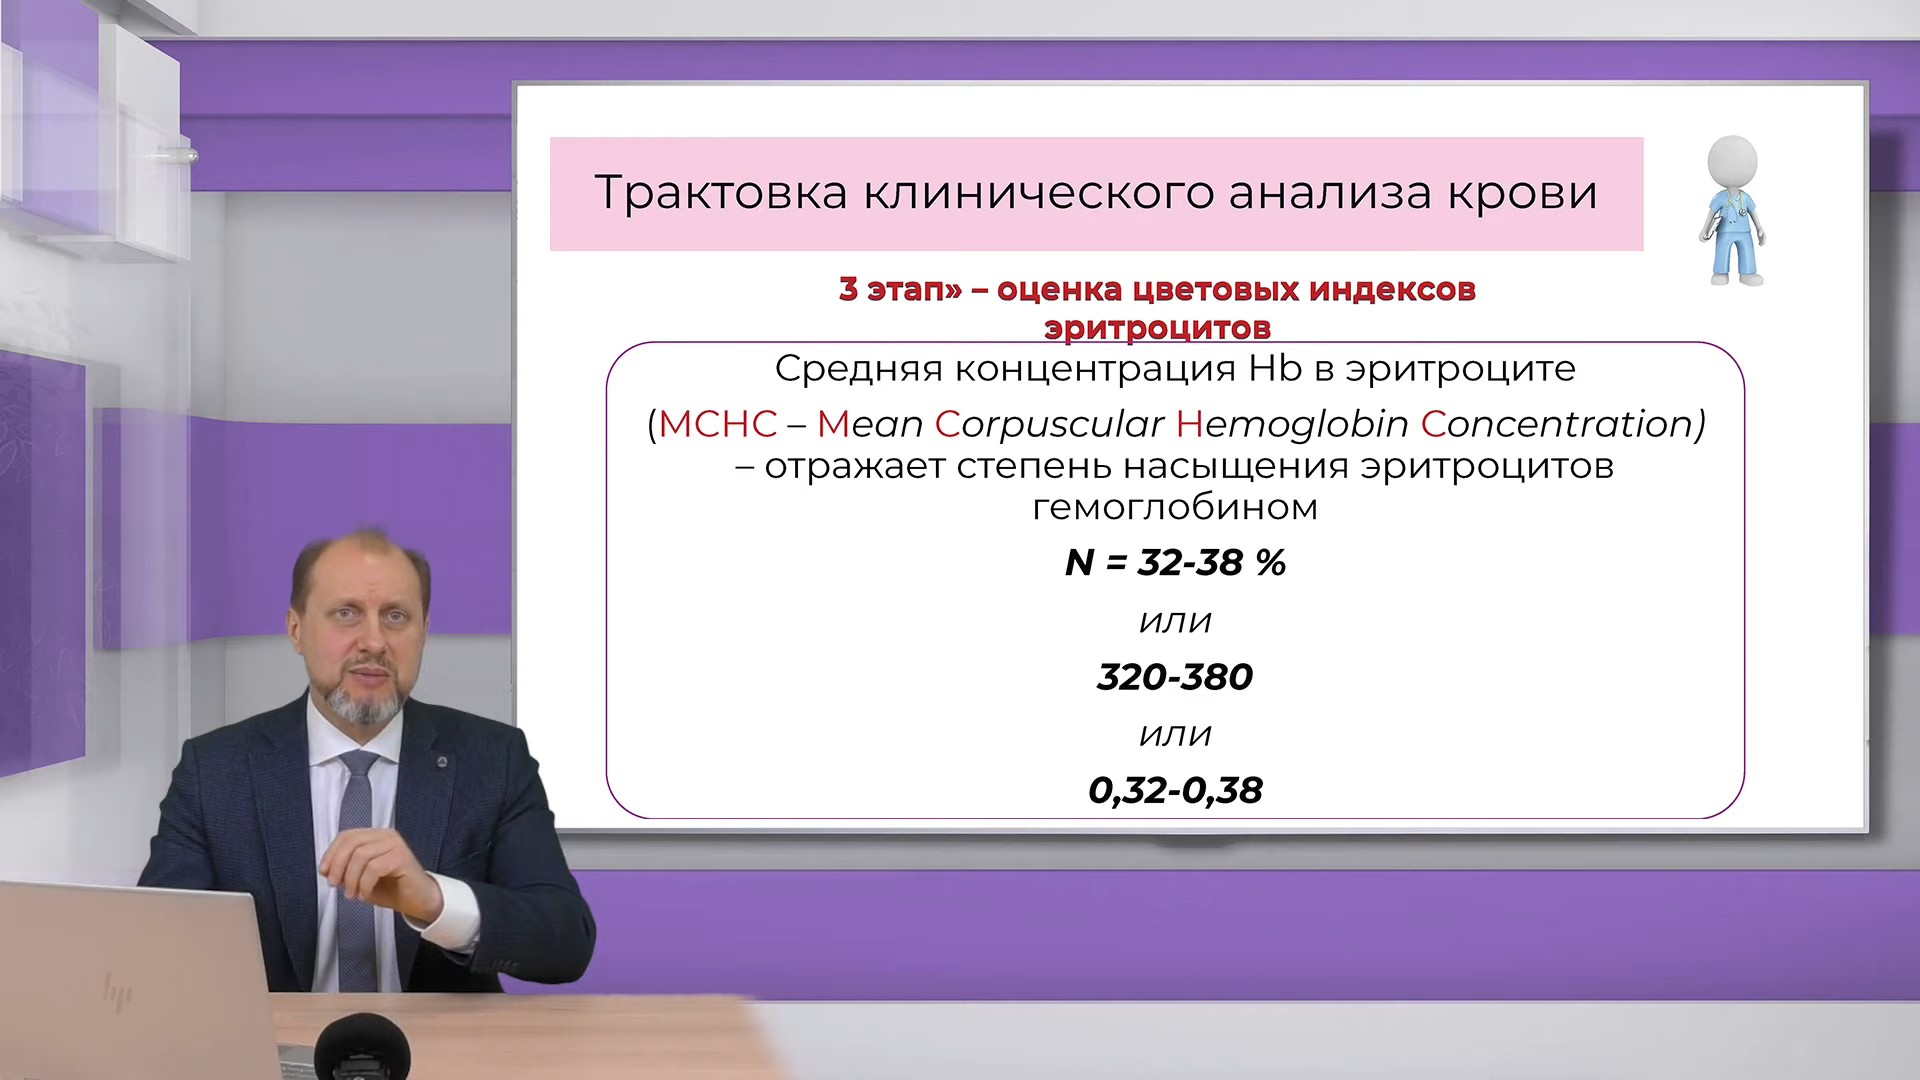 Трактовка клинического анализа крови
3 этап» – оценка цветовых индексов
эритроцитов
Средняя концентрация Hb в эритроците
(MCHC – Mean Corpuscular Hemoglobin Concentration)
– отражает степень насыщения эритроцитов
гемоглобином
N = 32-38 %
или
320-380
или
0,32-0,38
hp